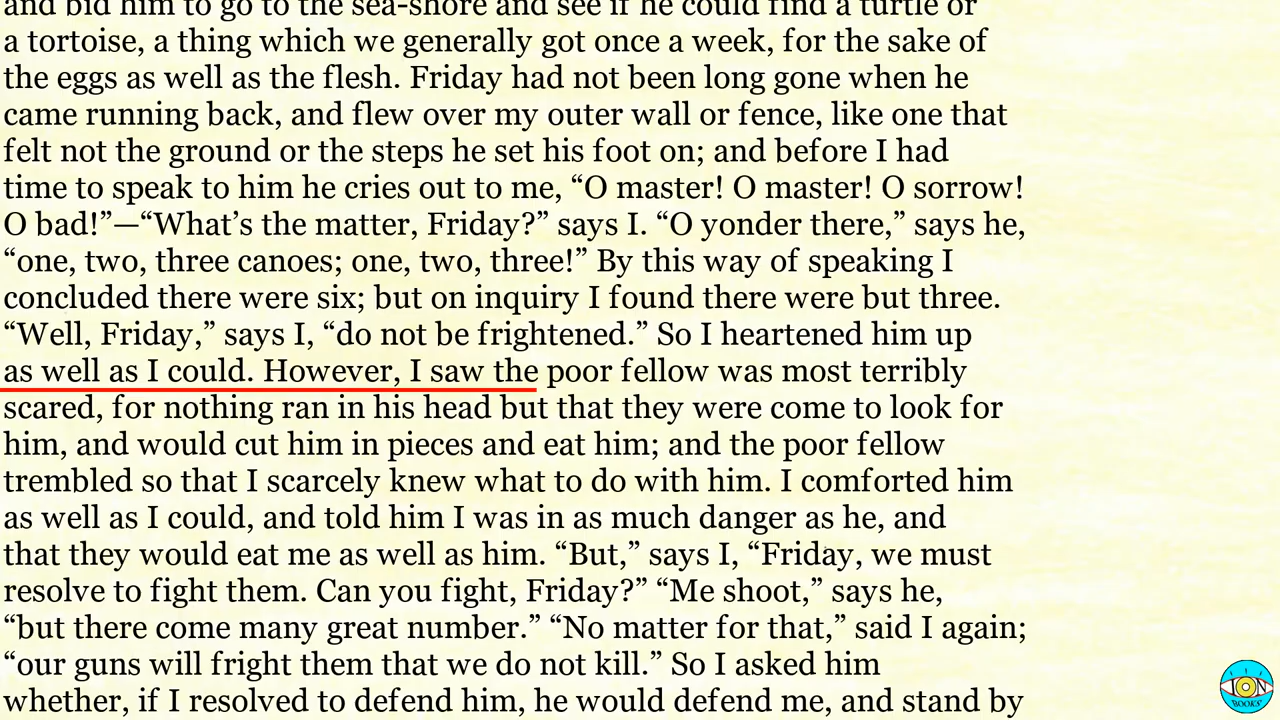 and bid him to go to the sea-shore and see if he could find a turtle or
a tortoise, a thing which we generally got once a week, for the sake of
the eggs as well as the flesh. Friday had not been long gone when he
came running back, and flew over my outer wall or fence, like one that
felt not the ground or the steps he set his foot on; and before I had
time to speak to him he cries out to me, “O master! O master! O sorrow!
O bad!”—“What’s the matter, Friday?” says I. “O yonder there,” says he,
“one, two, three canoes; one, two, three!” By this way of speaking I
concluded there were six; but on inquiry I found there were but three.
“Well, Friday,” says I, “do not be frightened.” So I heartened him up
as well as I could. However, I saw the poor fellow was most terribly
scared, for nothing ran in his head but that they were come to look for
him, and would cut him in pieces and eat him; and the poor fellow
trembled so that I scarcely knew what to do with him. I comforted him
as well as I could, and told him I was in as much danger as he, and
that they would eat me as well as him. “But,” says I, “Friday, we must
resolve to fight them. Can you fight, Friday?” “Me shoot,” says he,
“but there come many great number.” “No matter for that,” said I again;
“our guns will fright them that we do not kill.” So I asked him
whether, if I resolved to defend him, he would defend me, and stand by
ION
BOOKS